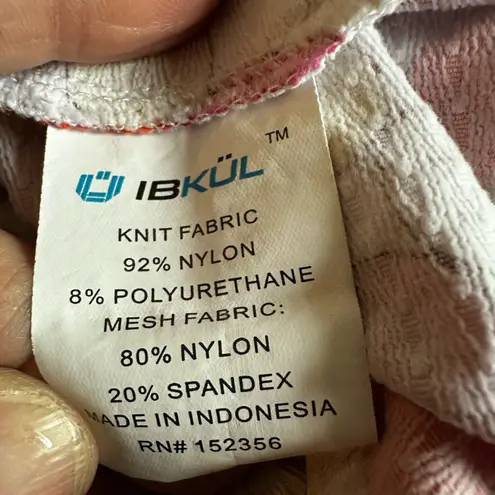 IBKÜL ™
KNIT FABRIC
92% NYLON
8% POLYURETHANE
MESH FABRIC:
80% NYLON
20% SPANDEX
MADE IN INDONESIA
RN# 152356